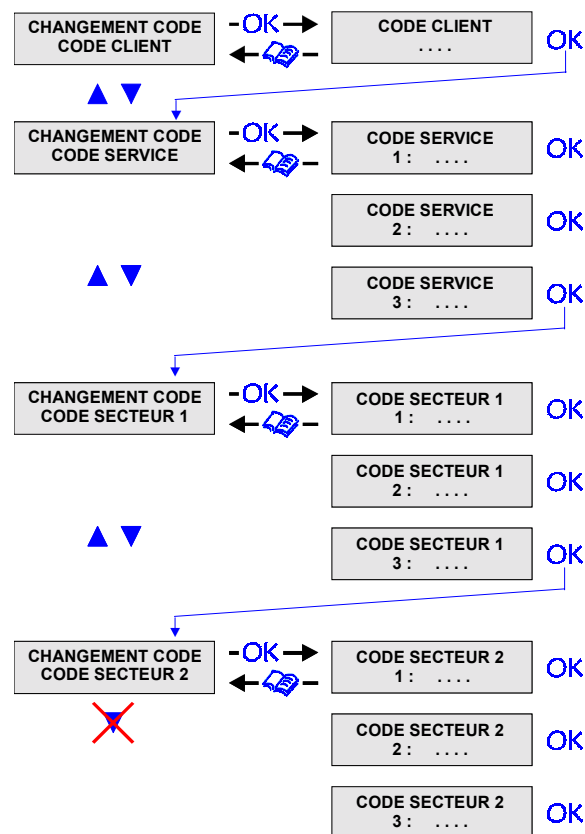 CHANGEMENT CODE
CODE CLIENT
OK
CODE CLIENT
. . . .
OK
CHANGEMENT CODE
CODE SERVICE
OK
CODE SERVICE
1 : . . . .
OK
CODE SERVICE
2 : . . . .
OK
CODE SERVICE
3 : . . . .
OK
CHANGEMENT CODE
CODE SECTEUR 1
OK
CODE SECTEUR 1
1 : . . . .
OK
CODE SECTEUR 1
2 : . . . .
OK
CODE SECTEUR 1
3 : . . . .
OK
CHANGEMENT CODE
CODE SECTEUR 2
OK
CODE SECTEUR 2
1 : . . . .
OK
CODE SECTEUR 2
2 : . . . .
OK
CODE SECTEUR 2
3 : . . . .
OK